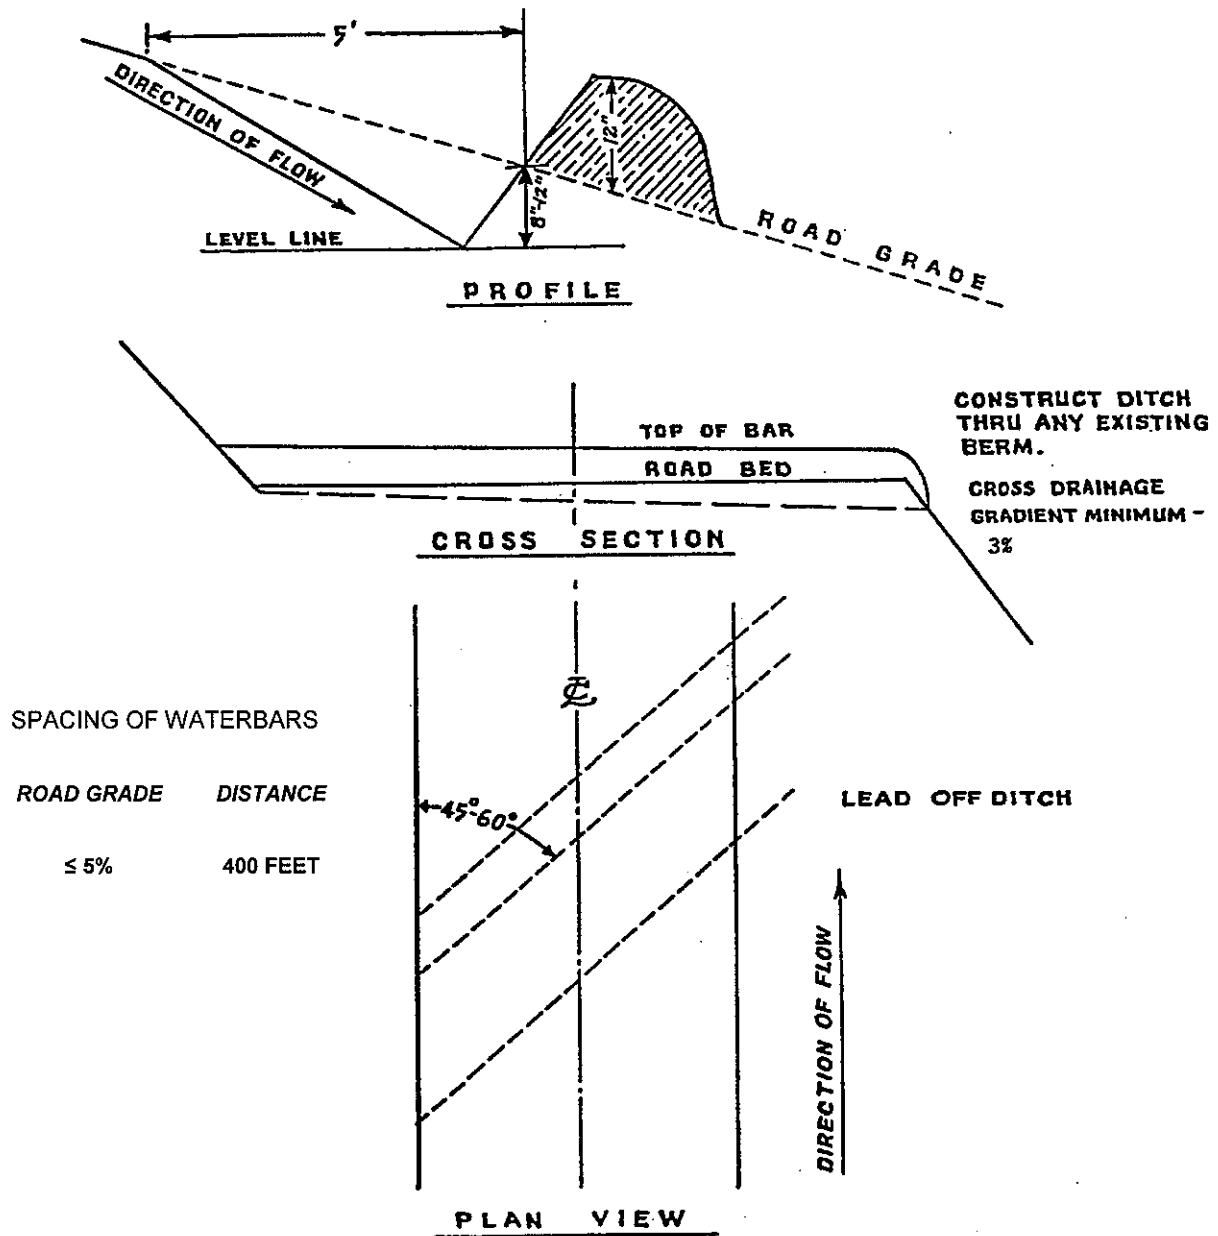 5'
DIRECTION OF FLOW
12"
8"-12"
LEVEL LINE
ROAD GRADE
PROFILE
CONSTRUCT DITCH
THRU ANY EXISTING
BERM.
TOP OF BAR
ROAD BED
CROSS DRAINAGE
GRADIENT MINIMUM -
3%
CROSS SECTION
℄
SPACING OF WATERBARS
ROAD GRADE DISTANCE
≤ 5% 400 FEET
45°-60°
LEAD OFF DITCH
DIRECTION OF FLOW
PLAN VIEW